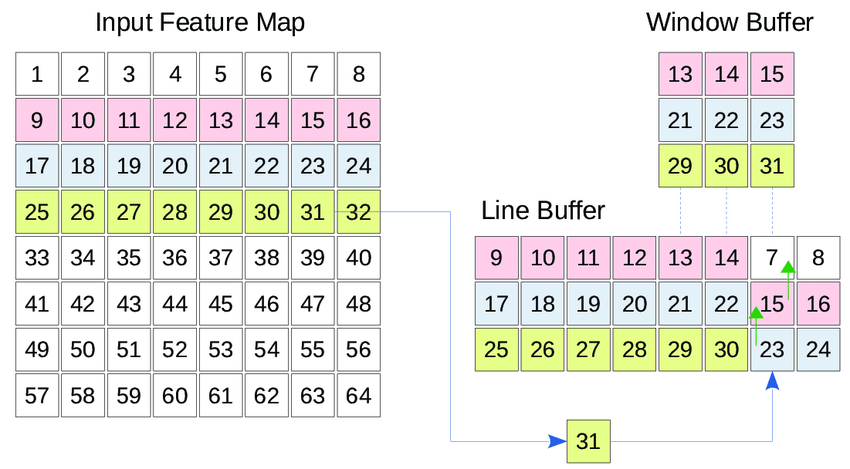 Input Feature Map
1 2 3 4 5 6 7 8
9 10 11 12 13 14 15 16
17 18 19 20 21 22 23 24
25 26 27 28 29 30 31 32
33 34 35 36 37 38 39 40
41 42 43 44 45 46 47 48
49 50 51 52 53 54 55 56
57 58 59 60 61 62 63 64
Window Buffer
13 14 15
21 22 23
29 30 31
Line Buffer
9 10 11 12 13 14 7 8
17 18 19 20 21 22 15 16
25 26 27 28 29 30 23 24
31